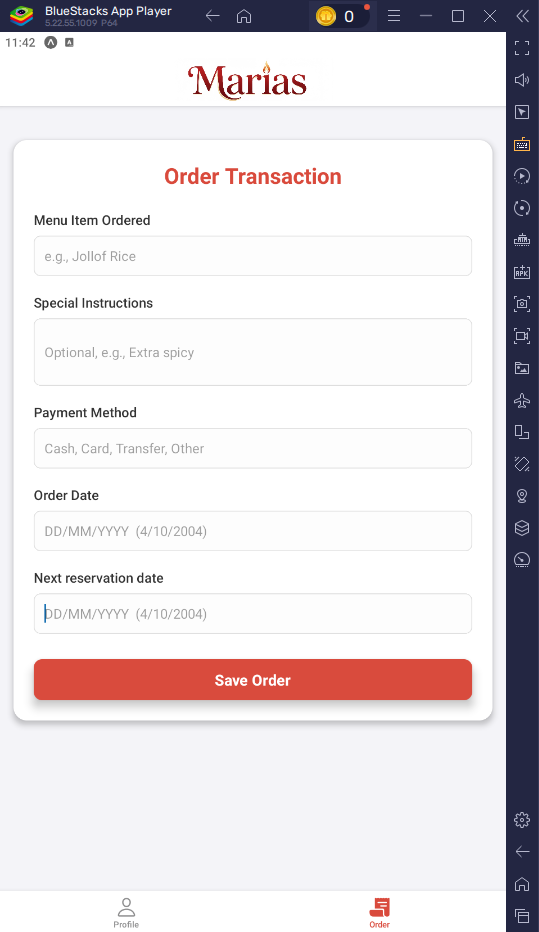 BlueStacks App Player
5.22.55.1009 P64
0
11:42
Marias
Order Transaction
Menu Item Ordered
e.g., Jollof Rice
Special Instructions
Optional, e.g., Extra spicy
Payment Method
Cash, Card, Transfer, Other
Order Date
DD/MM/YYYY (4/10/2004)
Next reservation date
DD/MM/YYYY (4/10/2004)
Save Order
Profile
Order